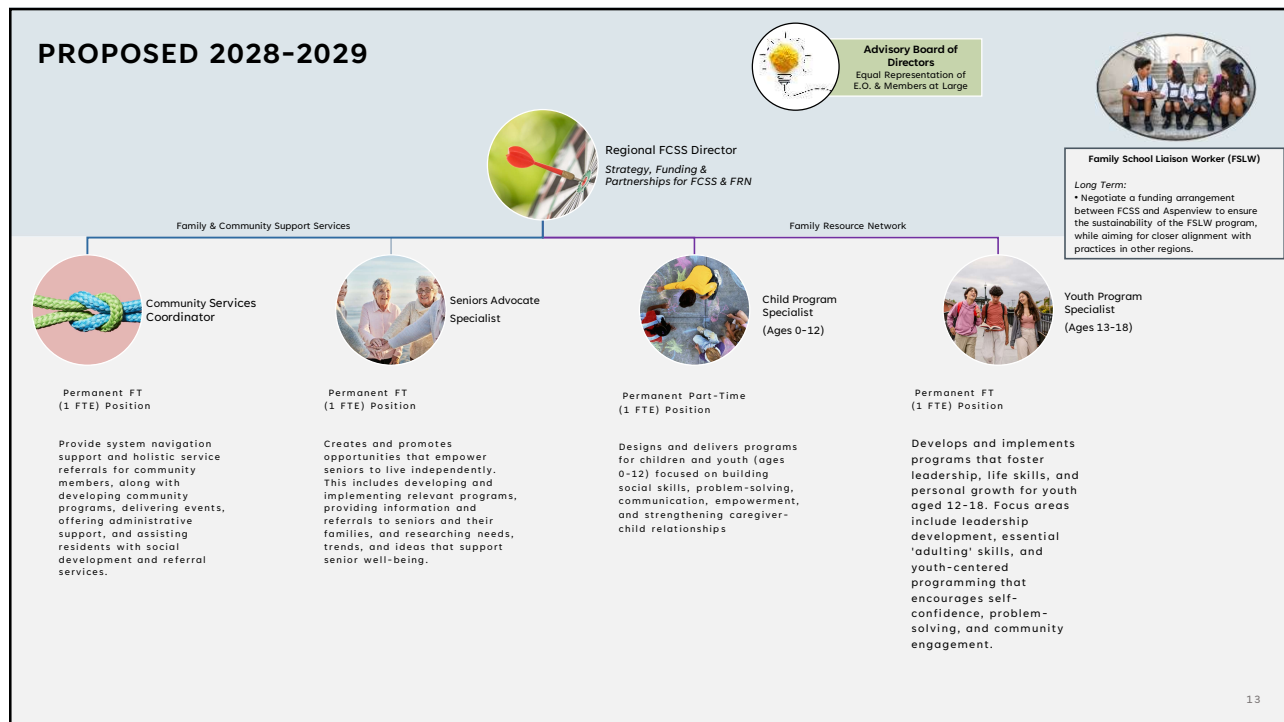 PROPOSED 2028-2029
Advisory Board of
Directors
Equal Representation of
E.O. & Members at Large
Regional FCSS Director
Strategy, Funding &
Partnerships for FCSS & FRN
Family School Liaison Worker (FSLW)
Long Term:
• Negotiate a funding arrangement
between FCSS and Aspenview to ensure
the sustainability of the FSLW program,
while aiming for closer alignment with
practices in other regions.
Family & Community Support Services
Family Resource Network
Community Services
Coordinator
Permanent FT
(1 FTE) Position
Provide system navigation
support and holistic service
referrals for community
members, along with
developing community
programs, delivering events,
offering administrative
support, and assisting
residents with social
development and referral
services.
Seniors Advocate
Specialist
Permanent FT
(1 FTE) Position
Creates and promotes
opportunities that empower
seniors to live independently.
This includes developing and
implementing relevant programs,
providing information and
referrals to seniors and their
families, and researching needs,
trends, and ideas that support
senior well-being.
Child Program
Specialist
(Ages 0-12)
Permanent Part-Time
(1 FTE) Position
Designs and delivers programs
for children and youth (ages
0-12) focused on building
social skills, problem-solving,
communication, empowerment,
and strengthening caregiver-
child relationships
Youth Program
Specialist
(Ages 13-18)
Permanent FT
(1 FTE) Position
Develops and implements
programs that foster
leadership, life skills, and
personal growth for youth
aged 12-18. Focus areas
include leadership
development, essential
'adulting' skills, and
youth-centered
programming that
encourages self-
confidence, problem-
solving, and community
engagement.
13